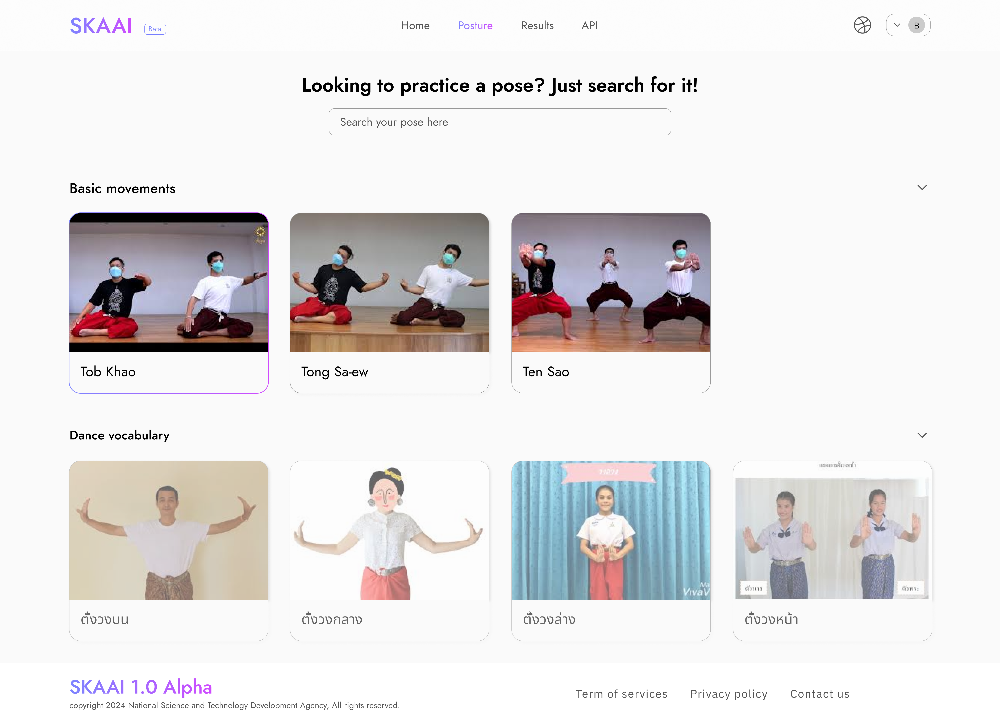 SKAAI Beta
Home Posture Results API
B
Looking to practice a pose? Just search for it!
Search your pose here
Basic movements
Tob Khao
Tong Sa-ew
Ten Sao
Dance vocabulary
วงล่าง
แสดงการตั้งวงหน้า
ตัวนาง
ตัวพระ
ตั้งวงบน
ตั้งวงกลาง
ตั้งวงล่าง
ตั้งวงหน้า
SKAAI 1.0 Alpha
copyright 2024 National Science and Technology Development Agency, All rights reserved.
Term of services Privacy policy Contact us